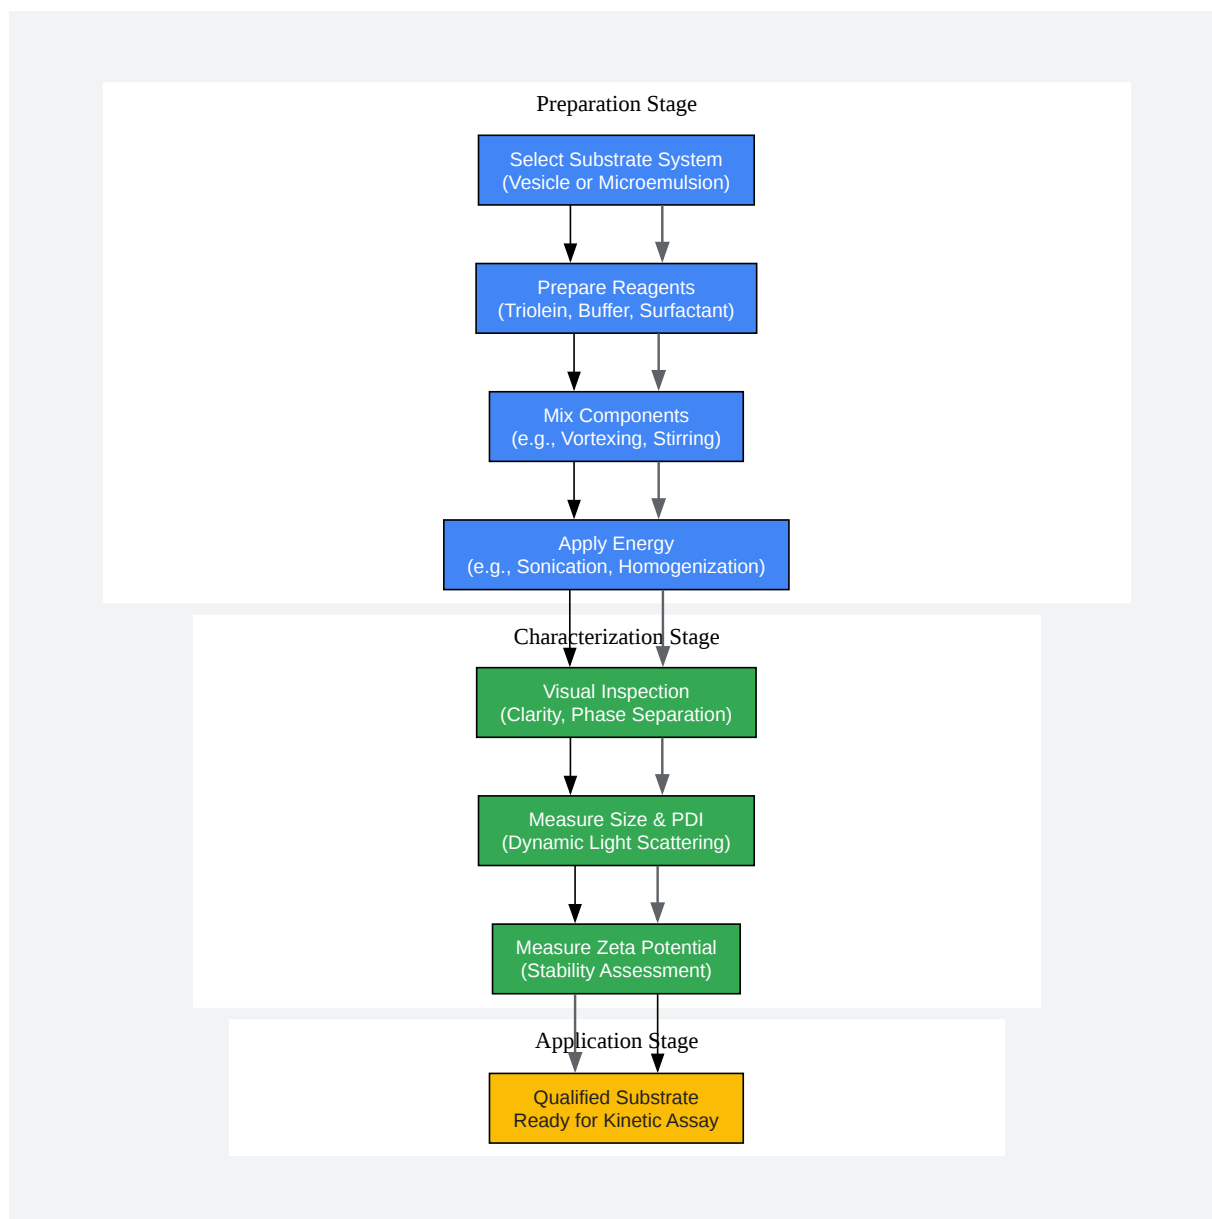 Preparation Stage
Select Substrate System
(Vesicle or Microemulsion)
Prepare Reagents
(Triolein, Buffer, Surfactant)
Mix Components
(e.g., Vortexing, Stirring)
Apply Energy
(e.g., Sonication, Homogenization)
Characterization Stage
Visual Inspection
(Clarity, Phase Separation)
Measure Size & PDI
(Dynamic Light Scattering)
Measure Zeta Potential
(Stability Assessment)
Application Stage
Qualified Substrate
Ready for Kinetic Assay